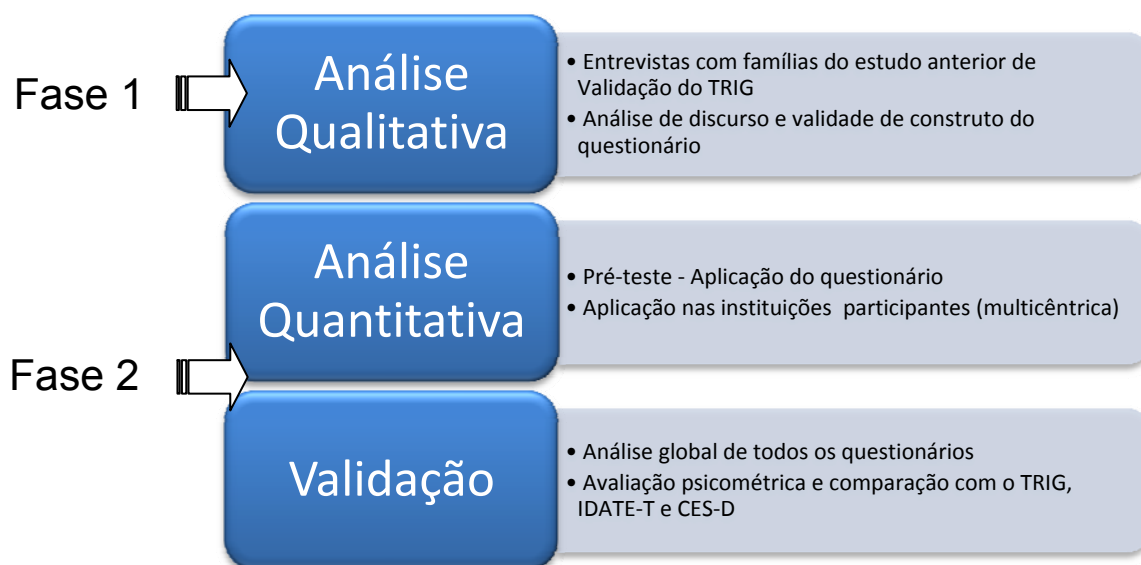 Fase 1
Análise
Qualitativa
• Entrevistas com famílias do estudo anterior de
Validação do TRIG
• Análise de discurso e validade de construto do
questionário
Fase 2
Análise
Quantitativa
• Pré-teste - Aplicação do questionário
• Aplicação nas instituições participantes (multicêntrica)
Validação
• Análise global de todos os questionários
• Avaliação psicométrica e comparação com o TRIG,
IDATE-T e CES-D